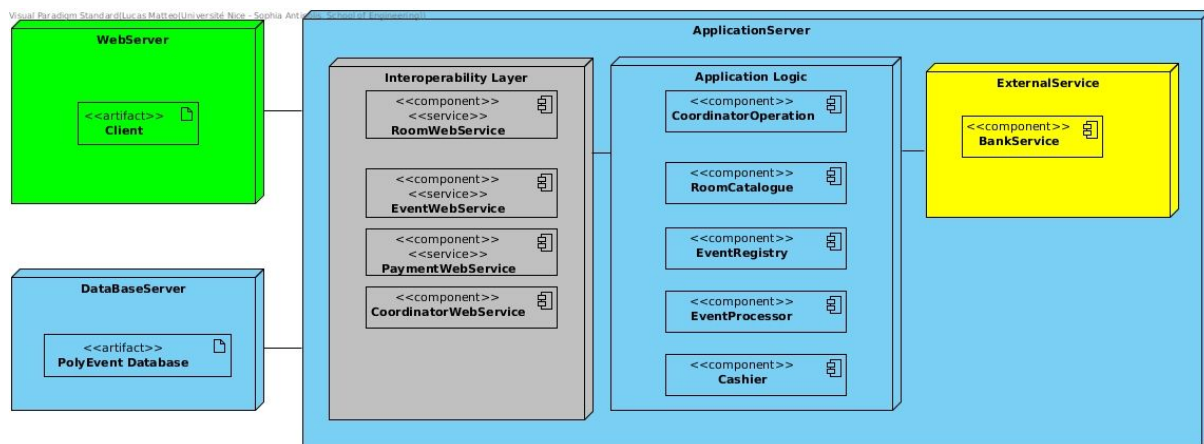 Visual Paradigm Standard(Lucas Matteo(Université Nice - Sophia Antipolis, School of Engineering))
WebServer
<<artifact>>
Client
DataBaseServer
<<artifact>>
PolyEvent Database
ApplicationServer
Interoperability Layer
<<component>>
<<service>>
RoomWebService
<<component>>
<<service>>
EventWebService
<<component>>
<<service>>
PaymentWebService
<<component>>
CoordinatorWebService
Application Logic
<<component>>
CoordinatorOperation
<<component>>
RoomCatalogue
<<component>>
EventRegistry
<<component>>
EventProcessor
<<component>>
Cashier
ExternalService
<<component>>
BankService